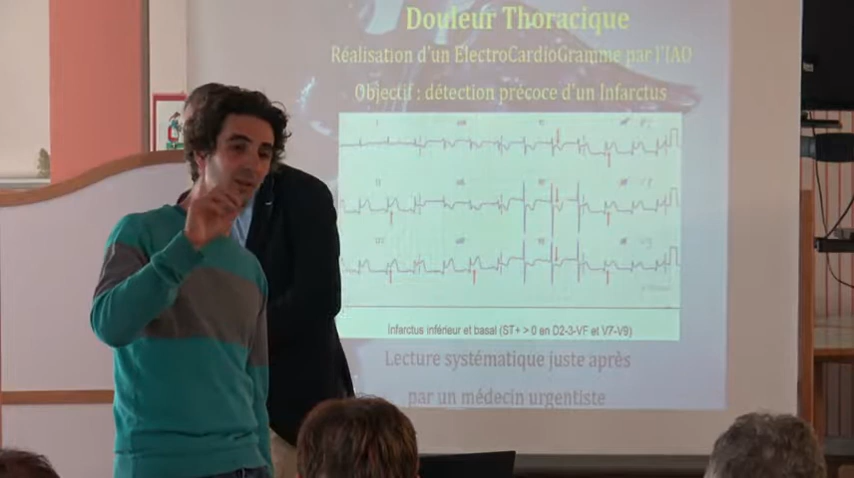 Douleur Thoracique
Réalisation d'un ElectroCardioGramme par l'IAO
Objectif : détection précoce d'un Infarctus
Infarctus inférieur et basal (ST+ > 0 en D2-3-VF et V7-V9)
Lecture systématique juste après
par un médecin urgentiste